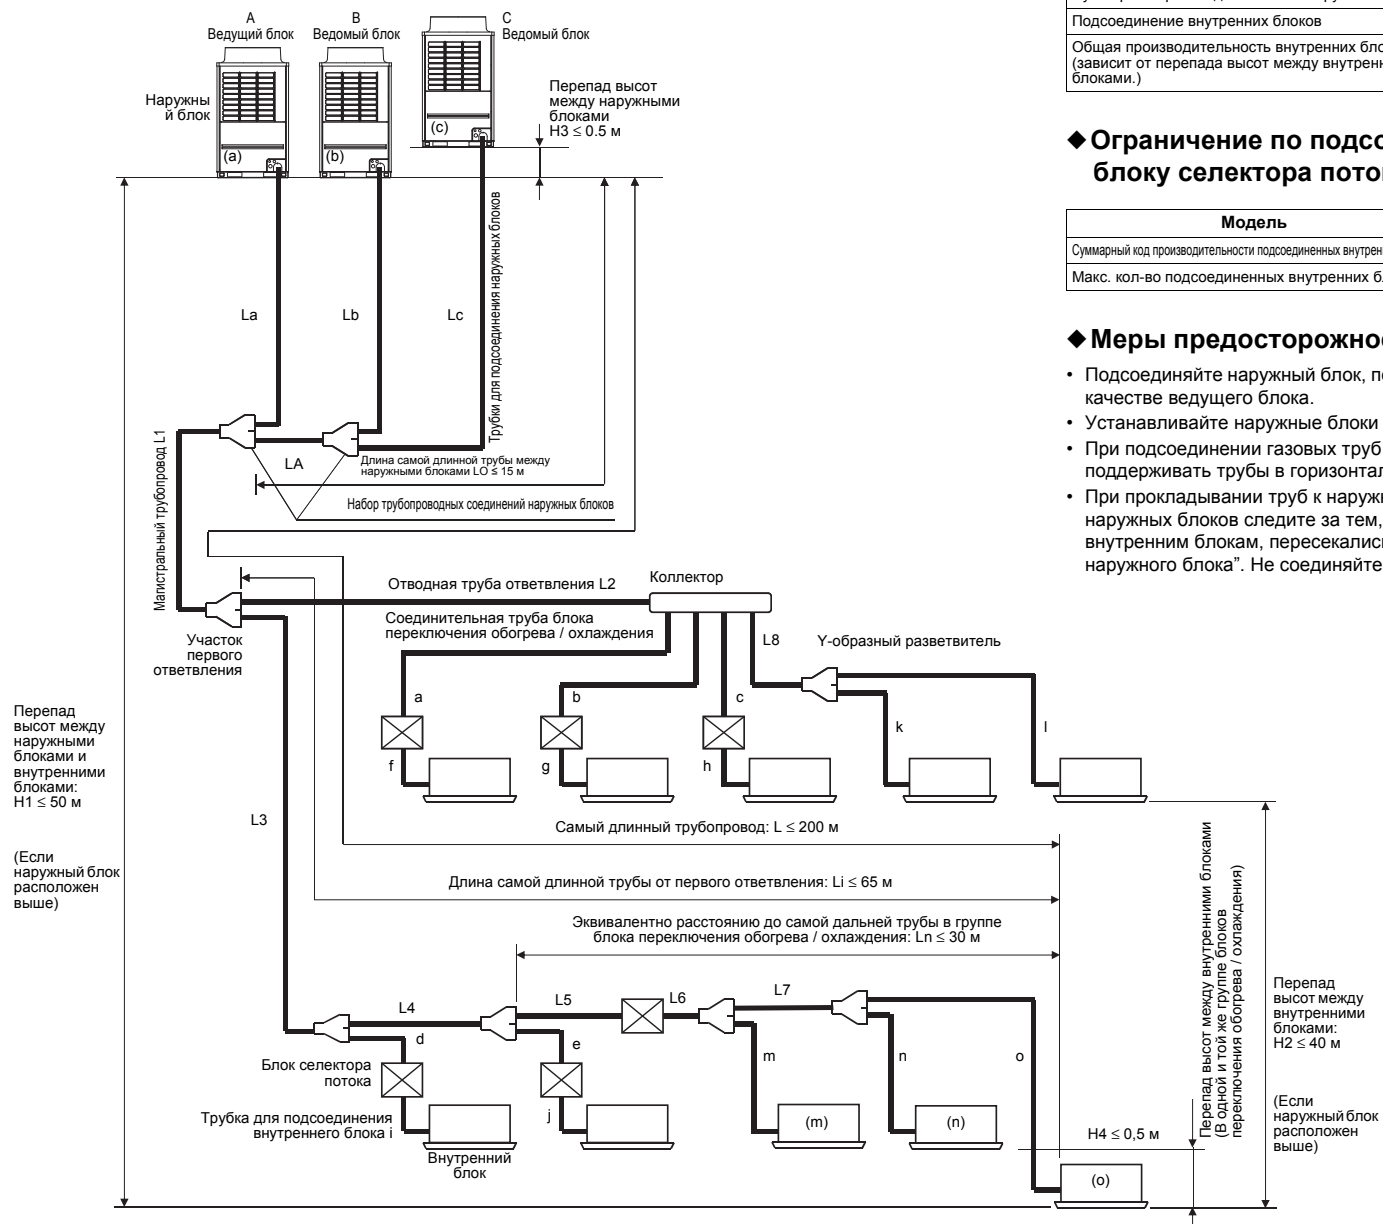 A
Ведущий блок
B
Ведомый блок
C
Ведомый блок
Наружны
й блок
(a)
(b)
(c)
Перепад высот
между наружными
блоками
H3 ≤ 0.5 м
La
Lb
Lc
Трубки для подсоединения наружных блоков
Магистральный трубопровод L1
LA
Длина самой длинной трубы между
наружными блоками LO ≤ 15 м
Набор трубопроводных соединений наружных блоков
Отводная труба ответвления L2
Коллектор
Соединительная труба блока
переключения обогрева / охлаждения
L8
Y-образный разветвитель
Участок
первого
ответвления
a
b
c
k
l
f
g
h
Перепад
высот между
наружными
блоками и
внутренними
блоками:
H1 ≤ 50 м
(Если
наружный блок
расположен
выше)
L3
Самый длинный трубопровод: L ≤ 200 м
Длина самой длинной трубы от первого ответвления: Li ≤ 65 м
Эквивалентно расстоянию до самой дальней трубы в группе
блока переключения обогрева / охлаждения: Ln ≤ 30 м
L4
L5
L6
L7
d
e
m
n
o
Блок селектора
потока
Трубка для подсоединения
внутреннего блока i
j
Внутренний
блок
(m)
(n)
(o)
H4 ≤ 0,5 м
Перепад высот между внутренними блоками
(В одной и той же группе блоков
переключения обогрева / охлаждения)
Перепад
высот между
внутренними
блоками:
H2 ≤ 40 м
(Если
наружный блок
расположен
выше)
Подсоединение внутренних блоков
Общая производительность внутренних бло
(зависит от перепада высот между внутренн
блоками.)
◆Ограничение по подсо
блоку селектора пото
Модель
Суммарный код производительности подсоединенных внутрен
Макс. кол-во подсоединенных внутренних б
◆Меры предосторожнос
• Подсоединяйте наружный блок, п
качестве ведущего блока.
• Устанавливайте наружные блоки
• При подсоединении газовых труб
поддерживать трубы в горизонтал
• При прокладывании труб к наружн
наружных блоков следите за тем,
внутренним блокам, пересекалис
наружного блока”. Не соединяйте